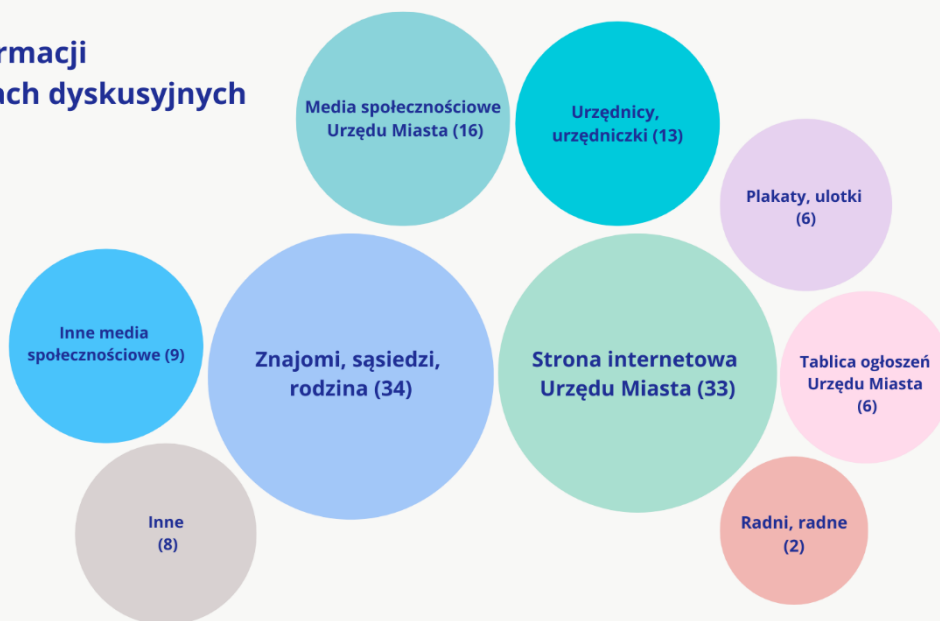 rmacji
ach dyskusyjnych
Media społecznościowe
Urzędu Miasta (16)
Urzędnicy,
urzędniczki (13)
Plakaty, ulotki
(6)
Inne media
społecznościowe (9)
Znajomi, sąsiedzi,
rodzina (34)
Strona internetowa
Urzędu Miasta (33)
Tablica ogłoszeń
Urzędu Miasta
(6)
Inne
(8)
Radni, radne
(2)